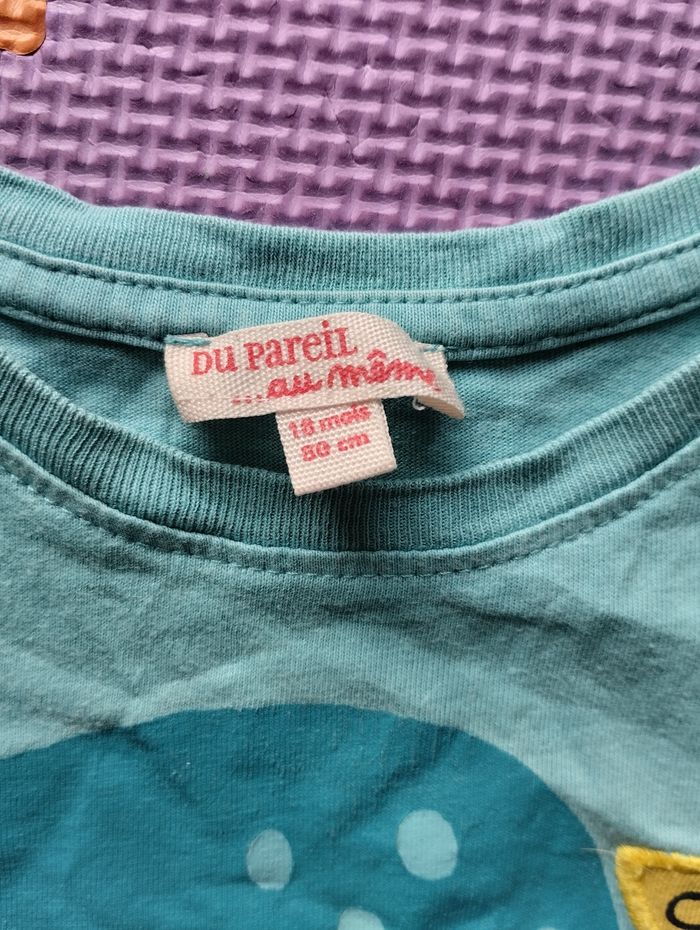 DU PAREIL
...au même
18 mois
80 cm